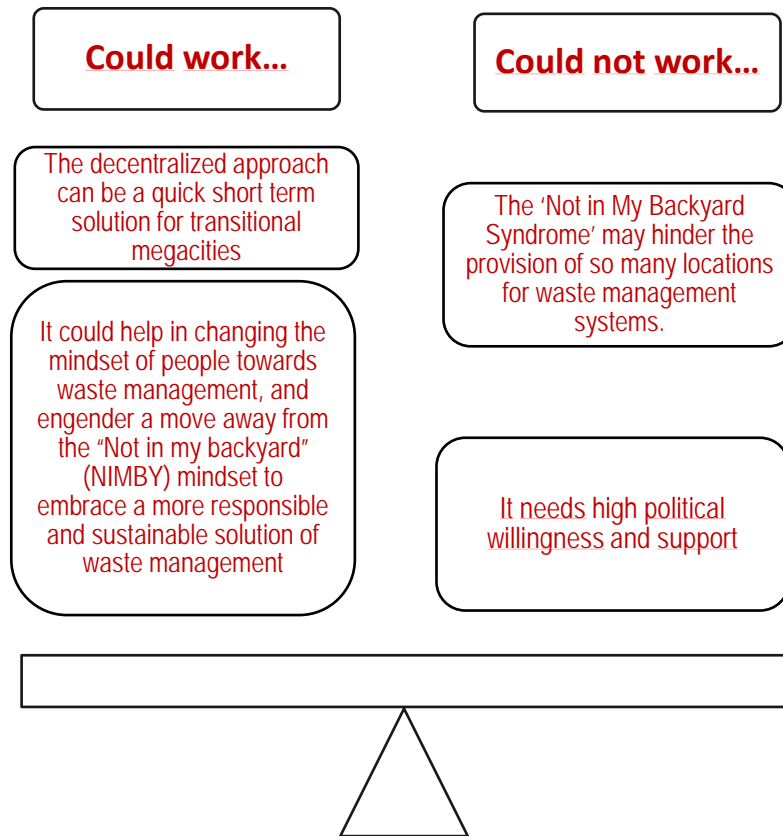 Could work...
The decentralized approach
can be a quick short term
solution for transitional
megacities
It could help in changing the
mindset of people towards
waste management, and
engender a move away from
the “Not in my backyard”
(NIMBY) mindset to
embrace a more responsible
and sustainable solution of
waste management
Could not work...
The ‘Not in My Backyard
Syndrome’ may hinder the
provision of so many locations
for waste management
systems.
It needs high political
willingness and support